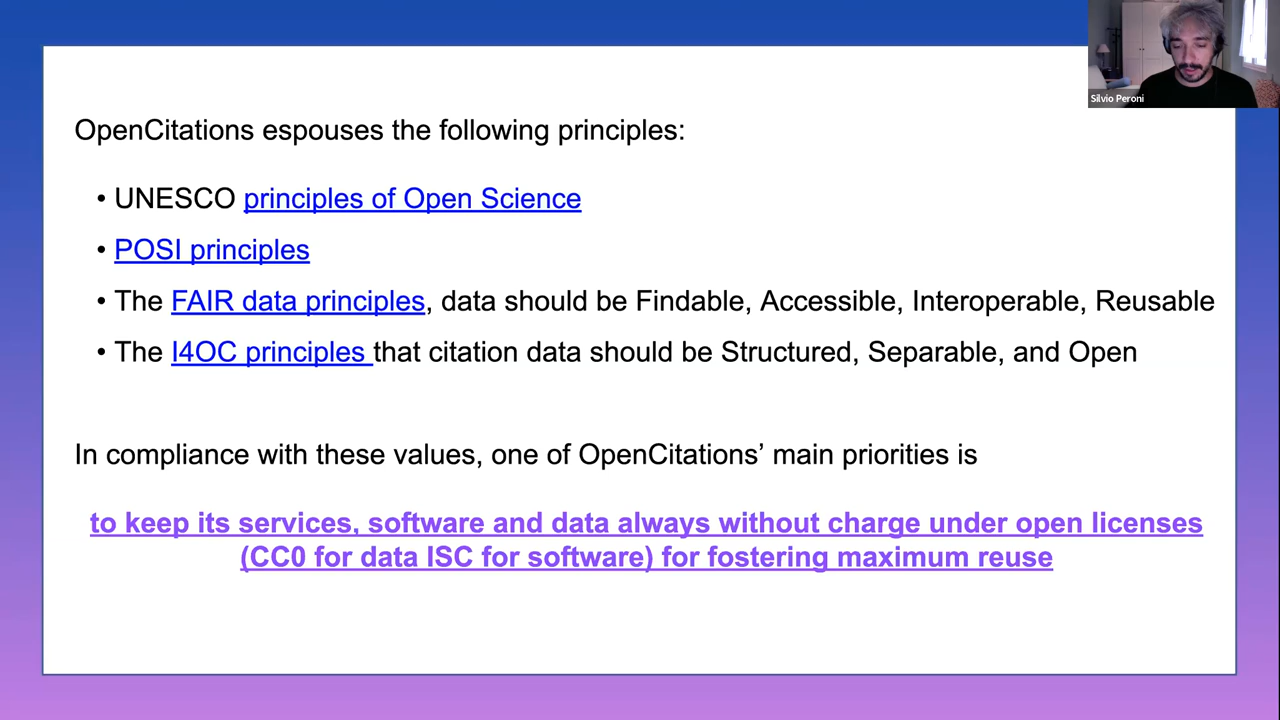 Silvio Peroni
OpenCitations espouses the following principles:
• UNESCO principles of Open Science
• POSI principles
• The FAIR data principles, data should be Findable, Accessible, Interoperable, Reusable
• The I4OC principles that citation data should be Structured, Separable, and Open
In compliance with these values, one of OpenCitations’ main priorities is
to keep its services, software and data always without charge under open licenses
(CC0 for data ISC for software) for fostering maximum reuse